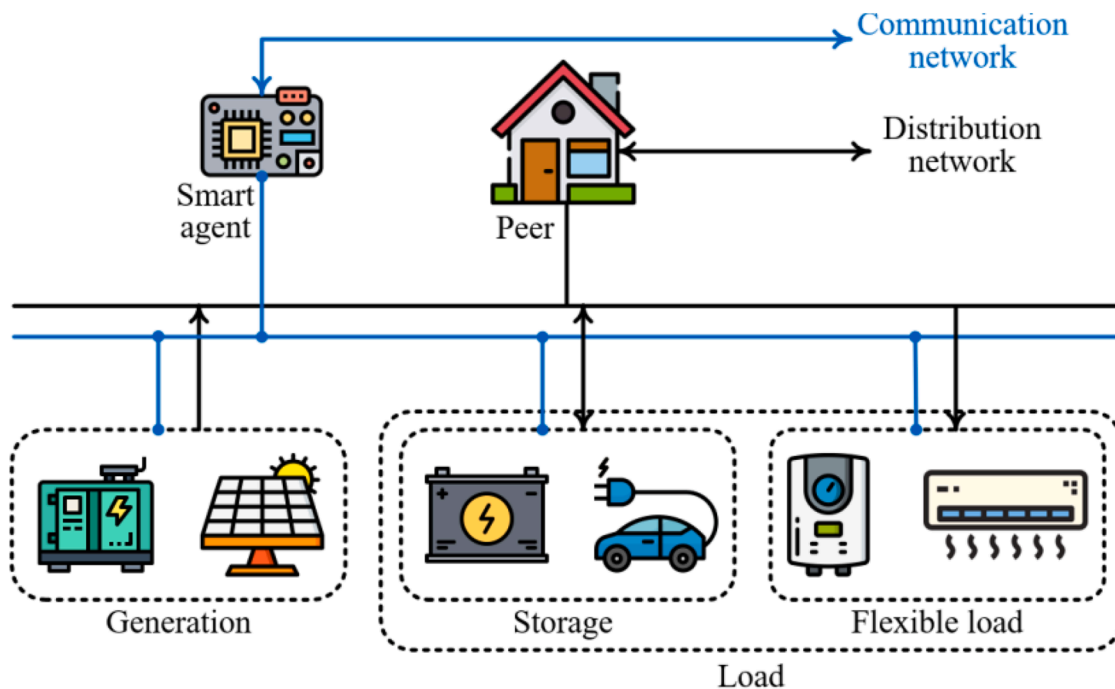 Communication
network
Distribution
network
Smart
agent
Peer
Generation
Storage
Flexible load
Load